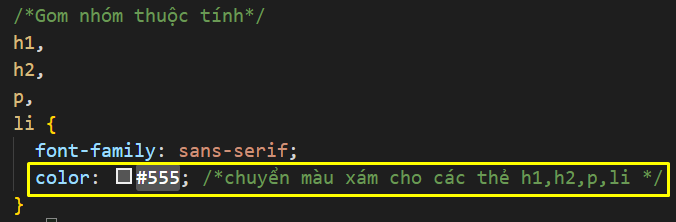 /*Gom nhóm thuộc tính*/
h1,
h2,
p,
li {
font-family: sans-serif;
color: #555; /*chuyển màu xám cho các thẻ h1,h2,p,li */
}